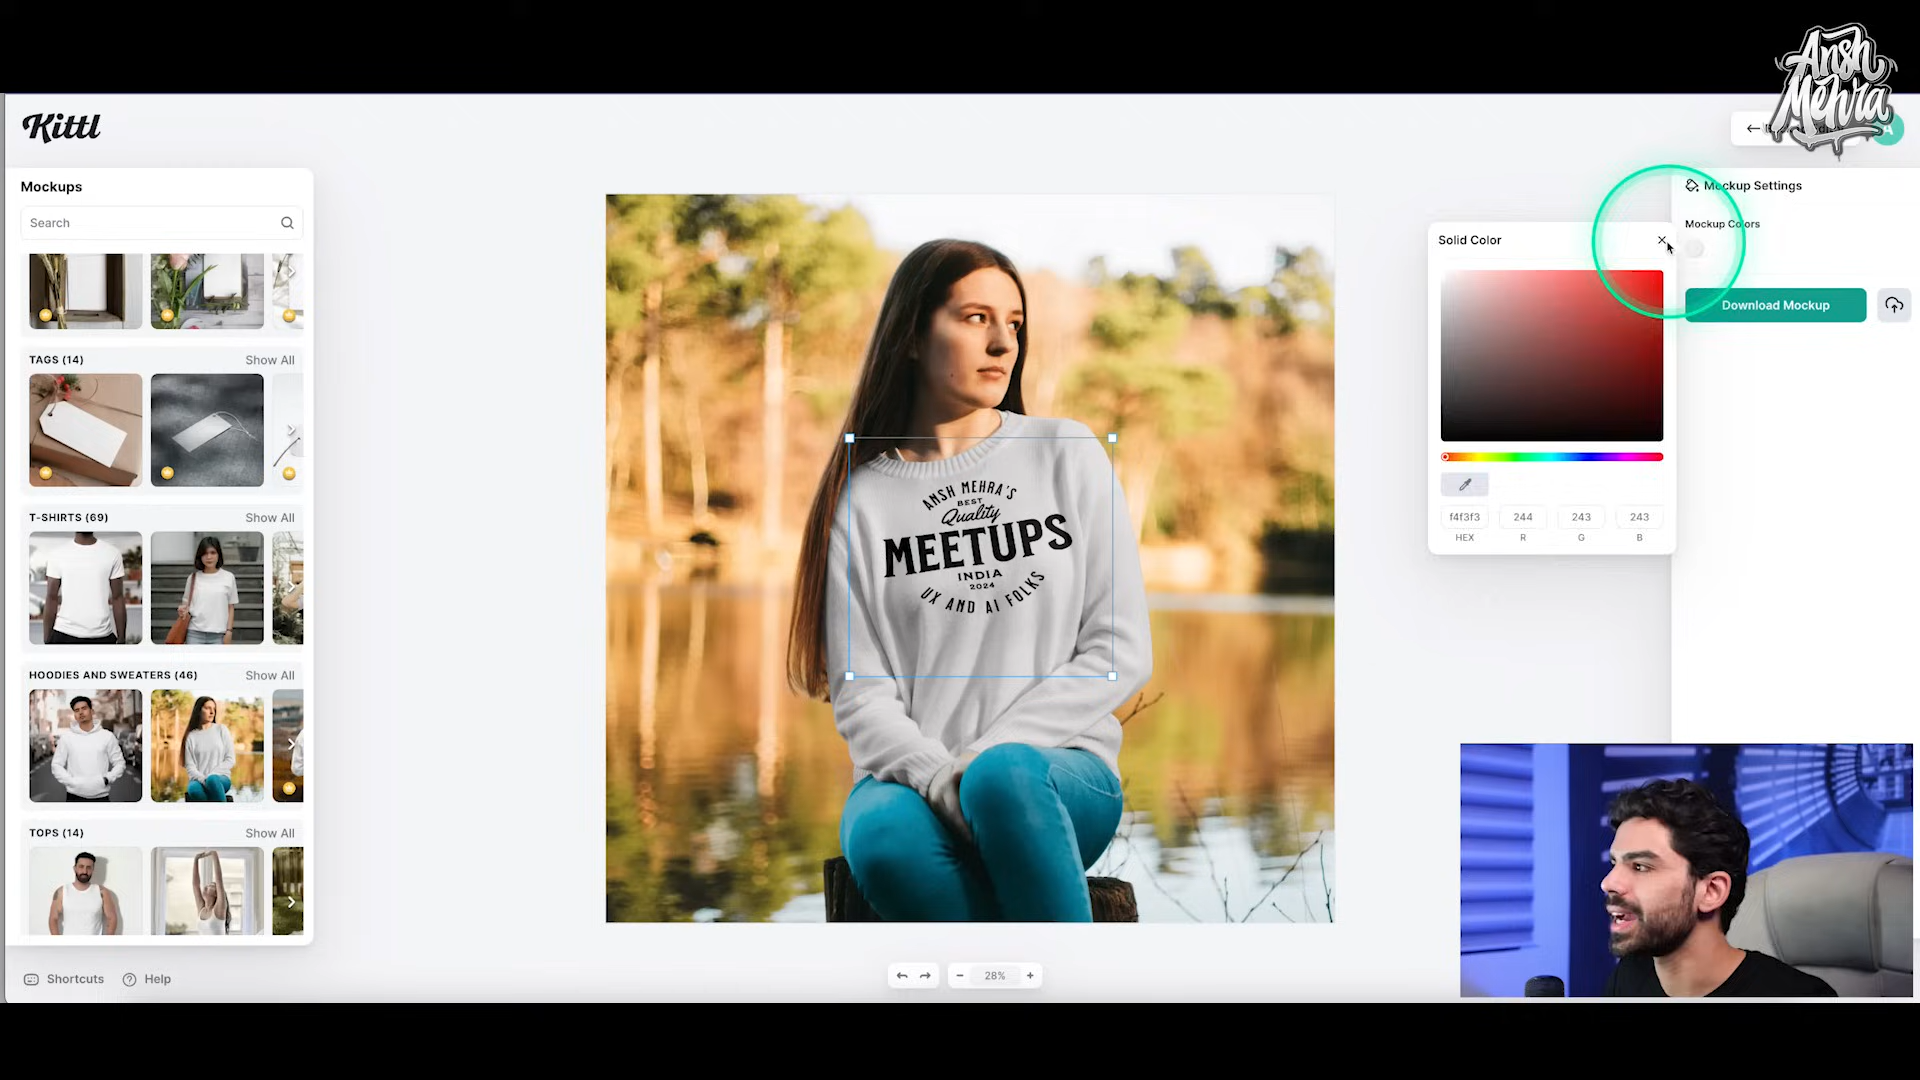 Ansh
Mehra
Kittl
Mockups
Search
TAGS (14)
Show All
T-SHIRTS (69)
Show All
HOODIES AND SWEATERS (46)
Show All
TOPS (14)
Show All
Shortcuts
Help
ANSH MEHRA'S
BEST
Quality
MEETUPS
INDIA
2024
UX AND AI FOLKS
28%
Mockup Settings
Mockup Colors
Download Mockup
Solid Color
f4f3f3
244
243
243
HEX
R
G
B